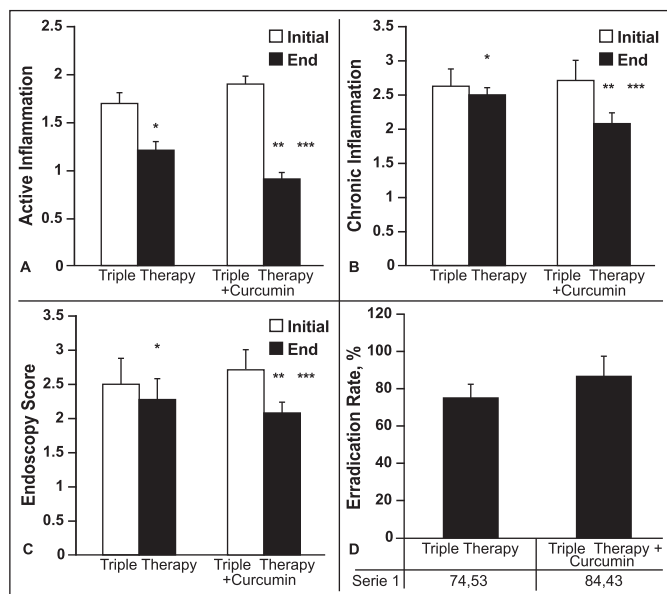 2.5
2
1.5
1
0.5
0
Active Inflammation
Initial
End
*
** ***
A
Triple Therapy
Triple Therapy
+Curcumin
3.5
3
2.5
2
1.5
1
0.5
0
Chronic Inflammation
Initial
End
*
** ***
B
Triple Therapy
Triple Therapy
+Curcumin
3.5
3
2.5
2
1.5
1
0.5
0
Endoscopy Score
Initial
End
*
** ***
C
Triple Therapy
Triple Therapy
+Curcumin
120
100
80
60
40
20
0
Erradication Rate, %
D
Triple Therapy
Triple Therapy +
Curcumin
Serie 1
74,53
84,43